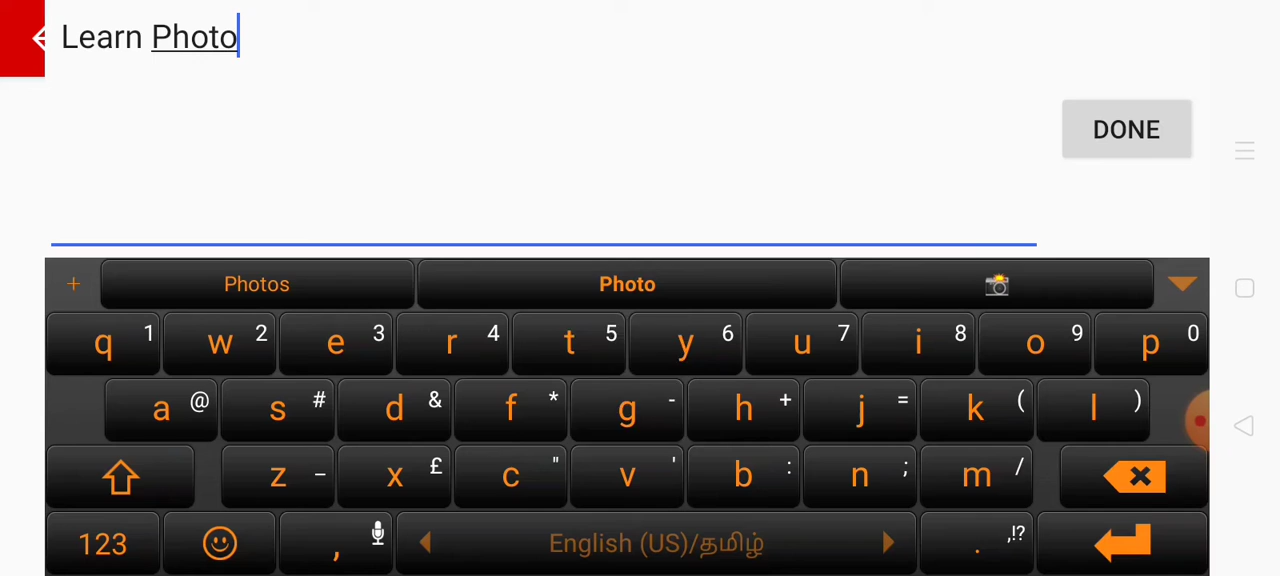 Learn Photo
DONE
+ Photos Photo 📸
q 1 w 2 e 3 r 4 t 5 y 6 u 7 i 8 o 9 p 0
a @ s # d & f * g - h + j = k ( l )
z _ x £ c " v ' b : n ; m /
123 , English (US)/தமிழ் . ,!?